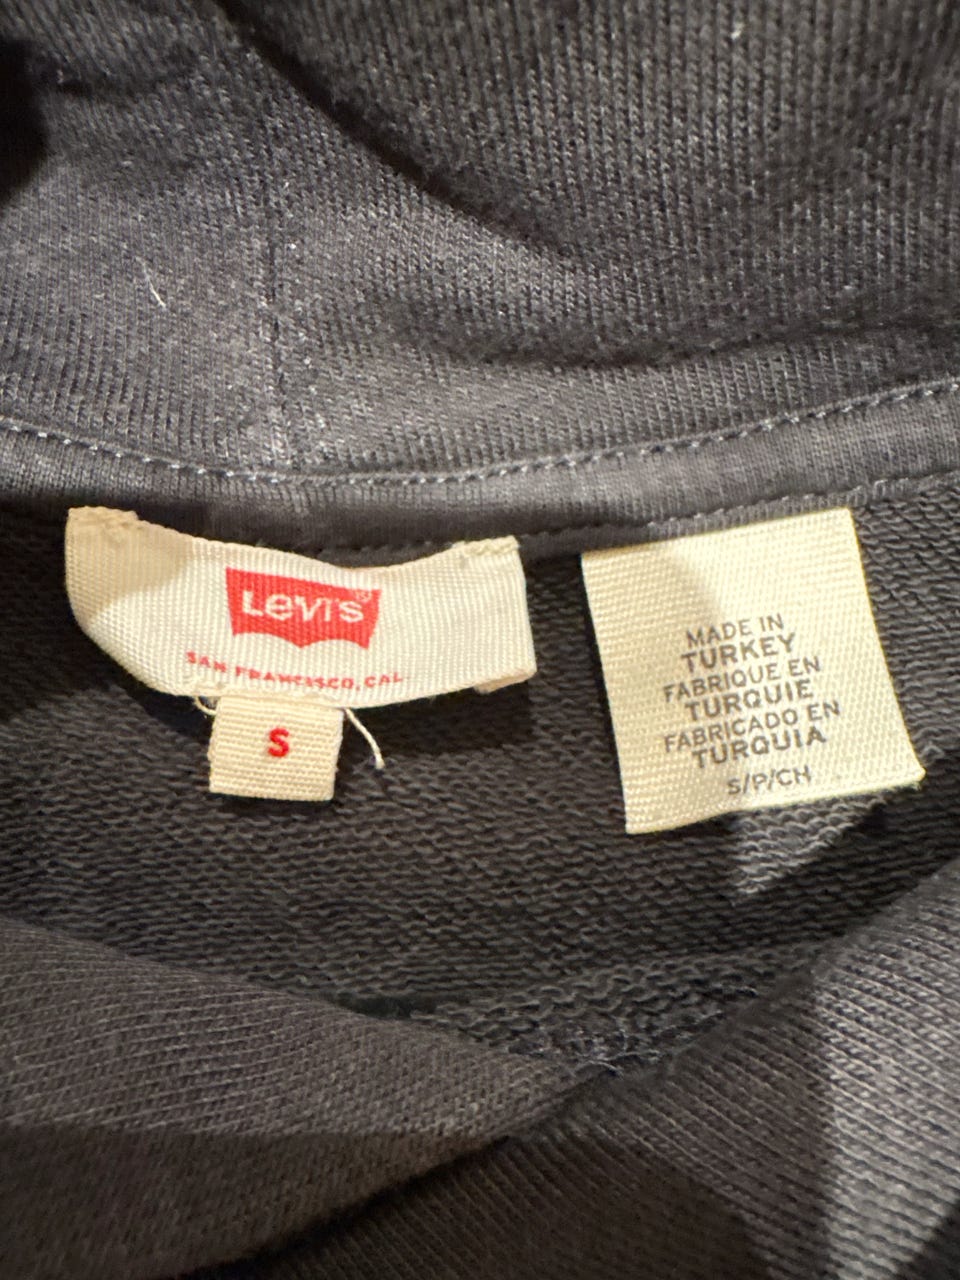 Levi's®
SAN FRANCISCO, CAL.
S
MADE IN
TURKEY
FABRIQUE EN
TURQUIE
FABRICADO EN
TURQUIA
S/P/CH